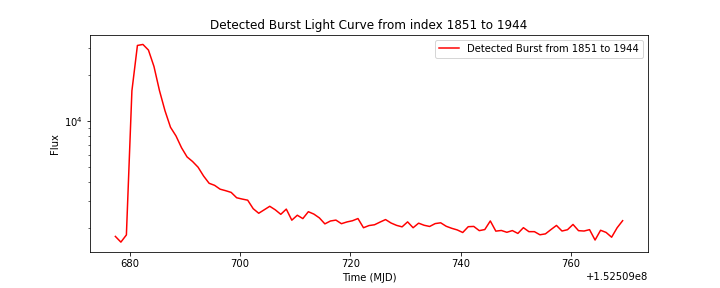 Detected Burst Light Curve from index 1851 to 1944
Detected Burst from 1851 to 1944
10⁴
Flux
680 700 720 740 760
Time (MJD)
+1.52509e8